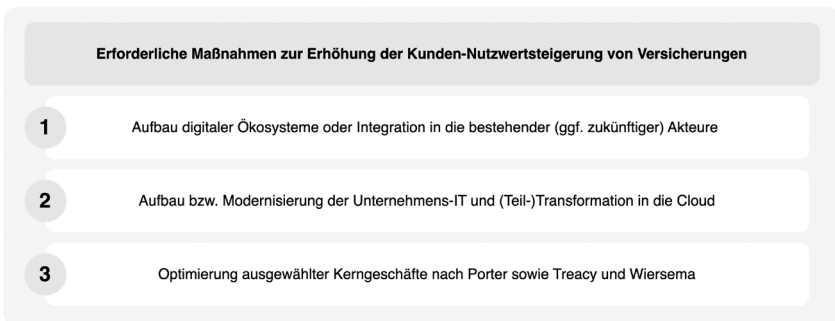 Erforderliche Maßnahmen zur Erhöhung der Kunden-Nutzwertsteigerung von Versicherungen
1
Aufbau digitaler Ökosysteme oder Integration in die bestehender (ggf. zukünftiger) Akteure
2
Aufbau bzw. Modernisierung der Unternehmens-IT und (Teil-)Transformation in die Cloud
3
Optimierung ausgewählter Kerngeschäfte nach Porter sowie Treacy und Wiersema